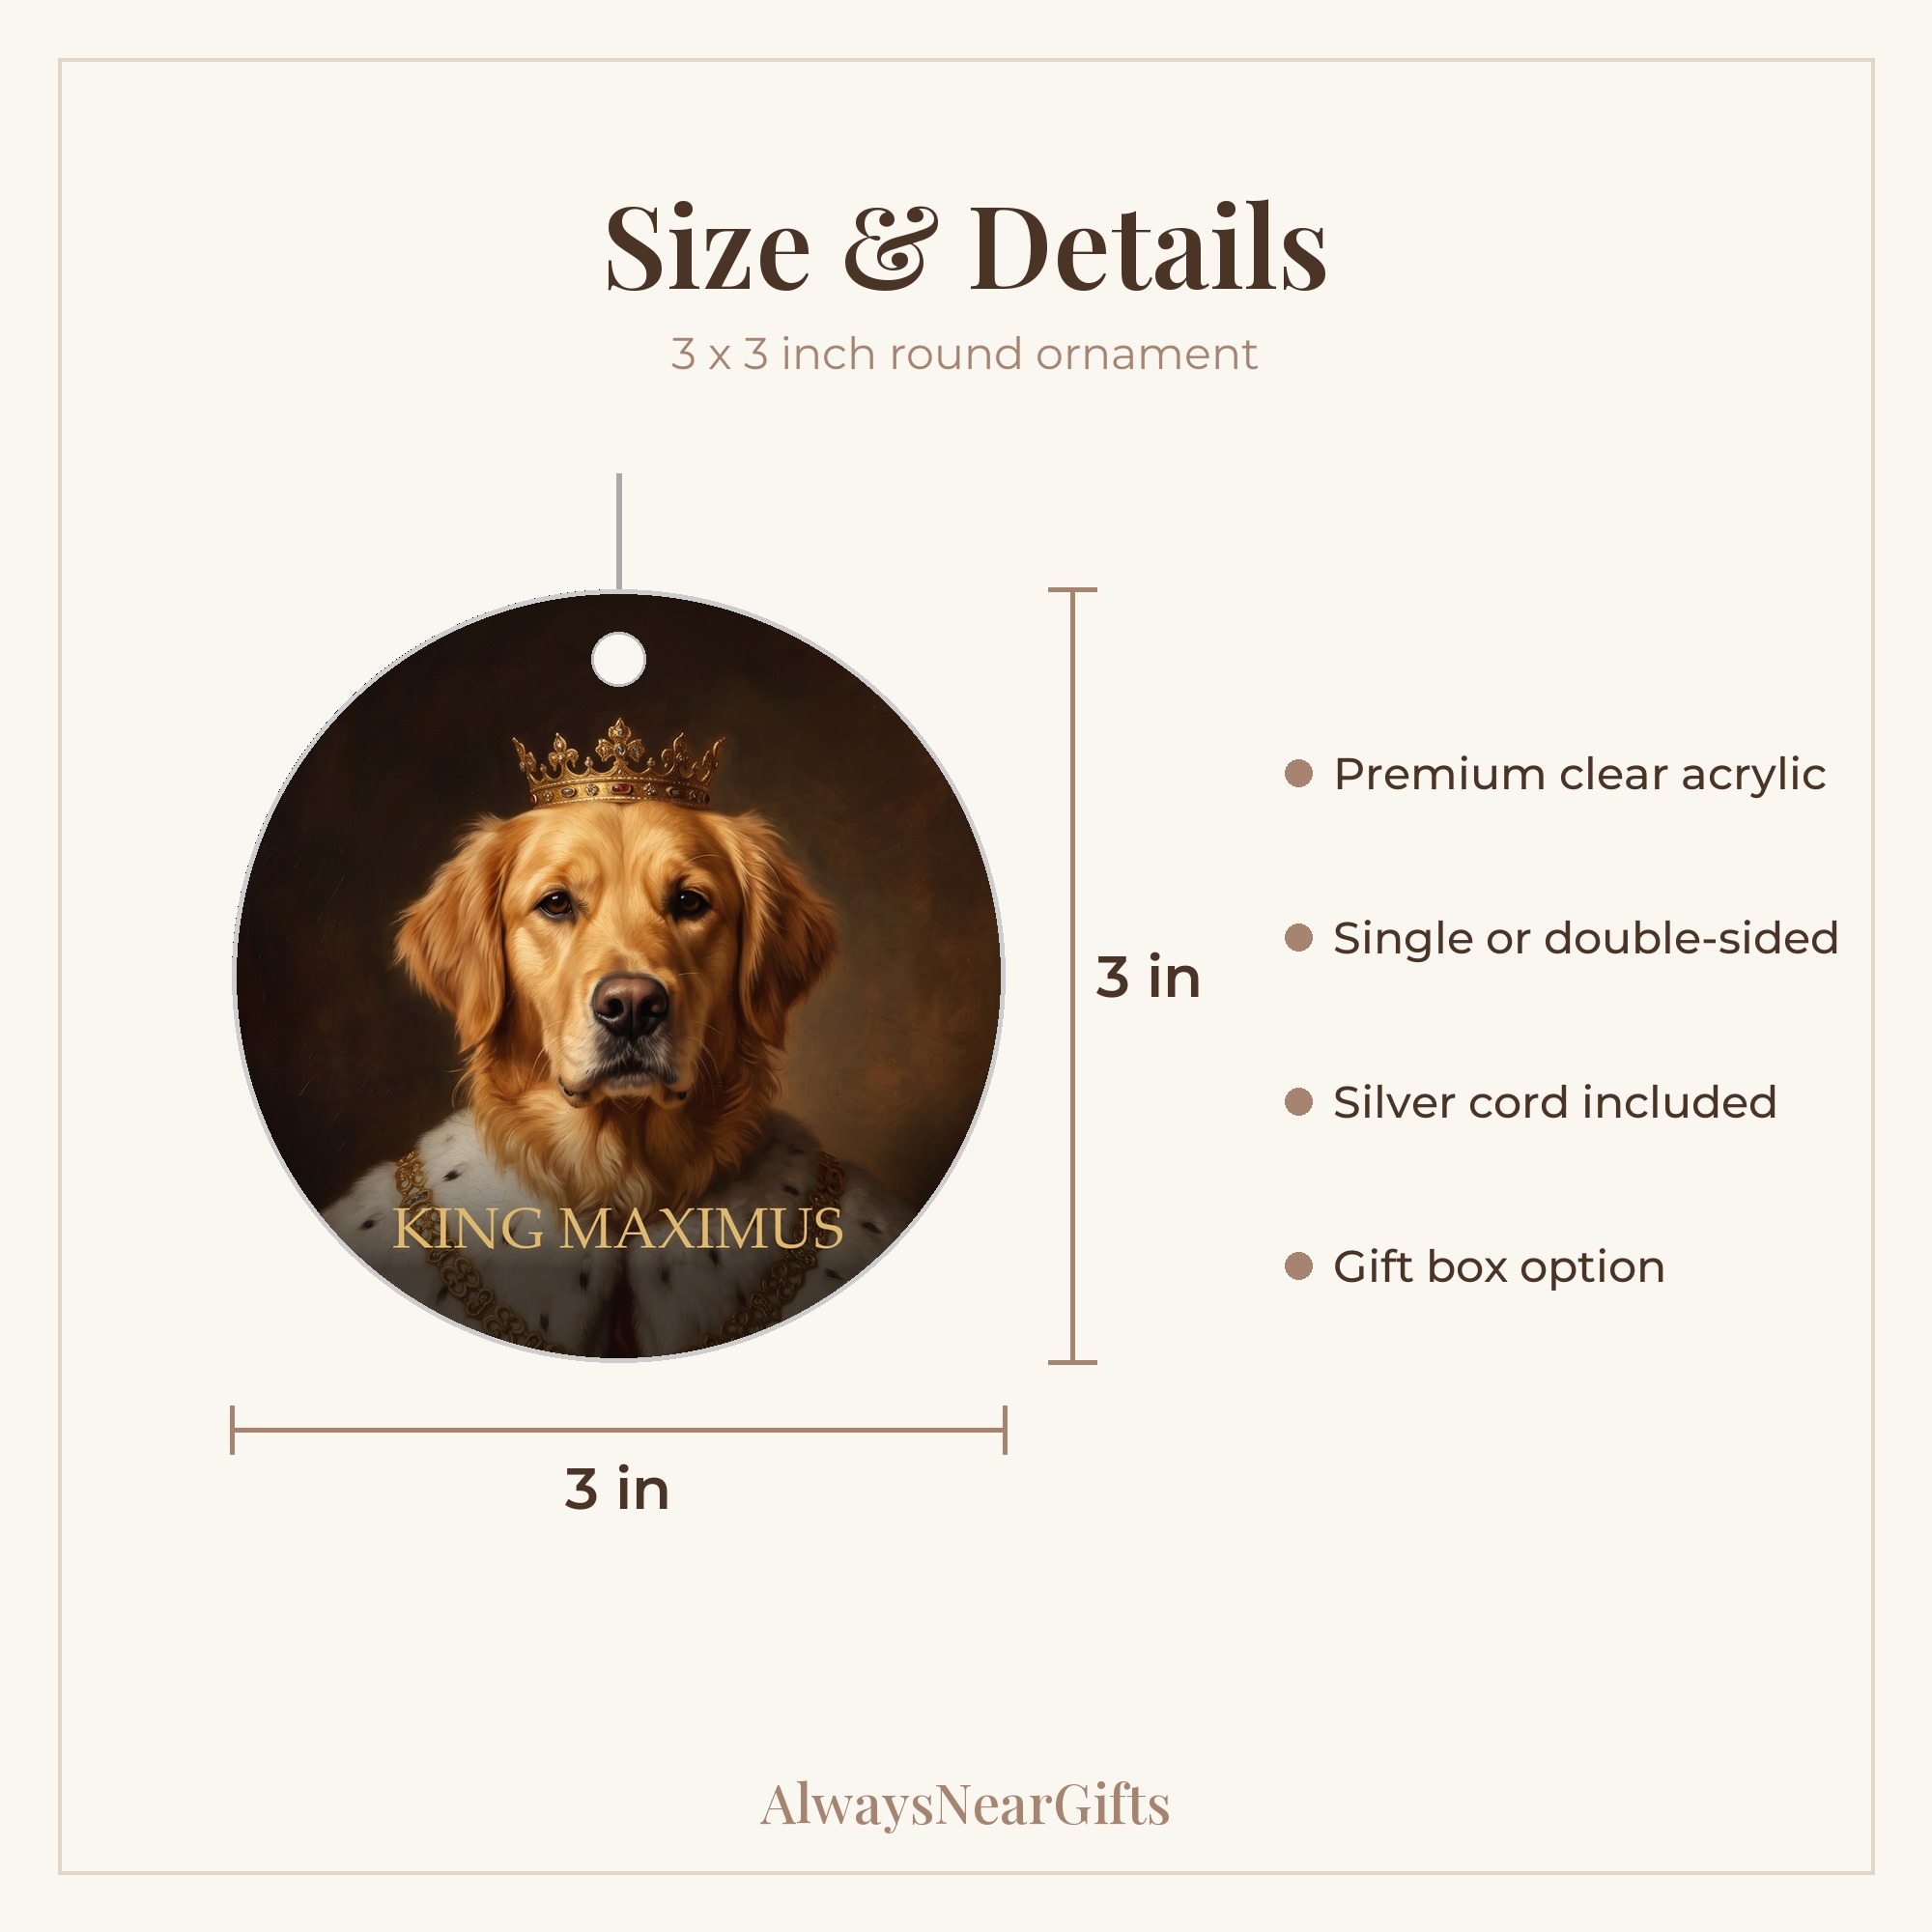 Size & Details
3 x 3 inch round ornament
KING MAXIMUS
3 in
3 in
Premium clear acrylic
Single or double-sided
Silver cord included
Gift box option
AlwaysNearGifts